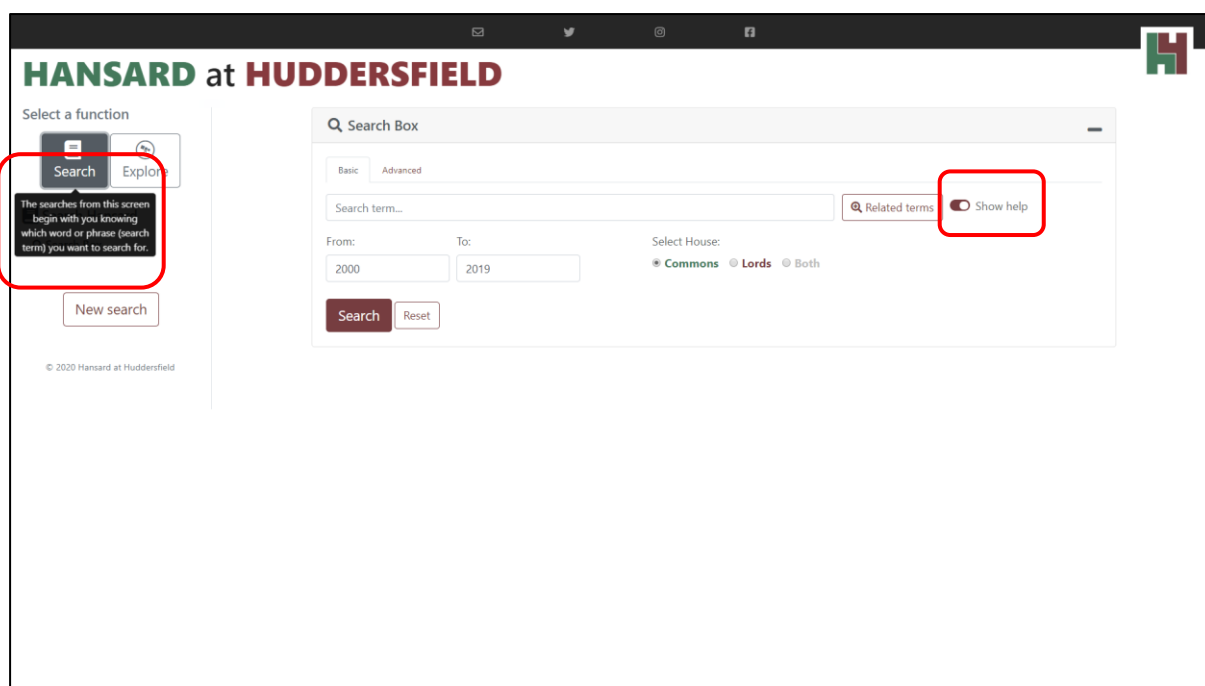 HANSARD at HUDDERSFIELD
Select a function
Search Explore
The searches from this screen
begin with you knowing
which word or phrase (search
term) you want to search for.
New search
© 2020 Hansard at Huddersfield
Search Box
Basic Advanced
Search term...
Related terms
Show help
From: To: Select House:
2000 2019 Commons Lords Both
Search Reset